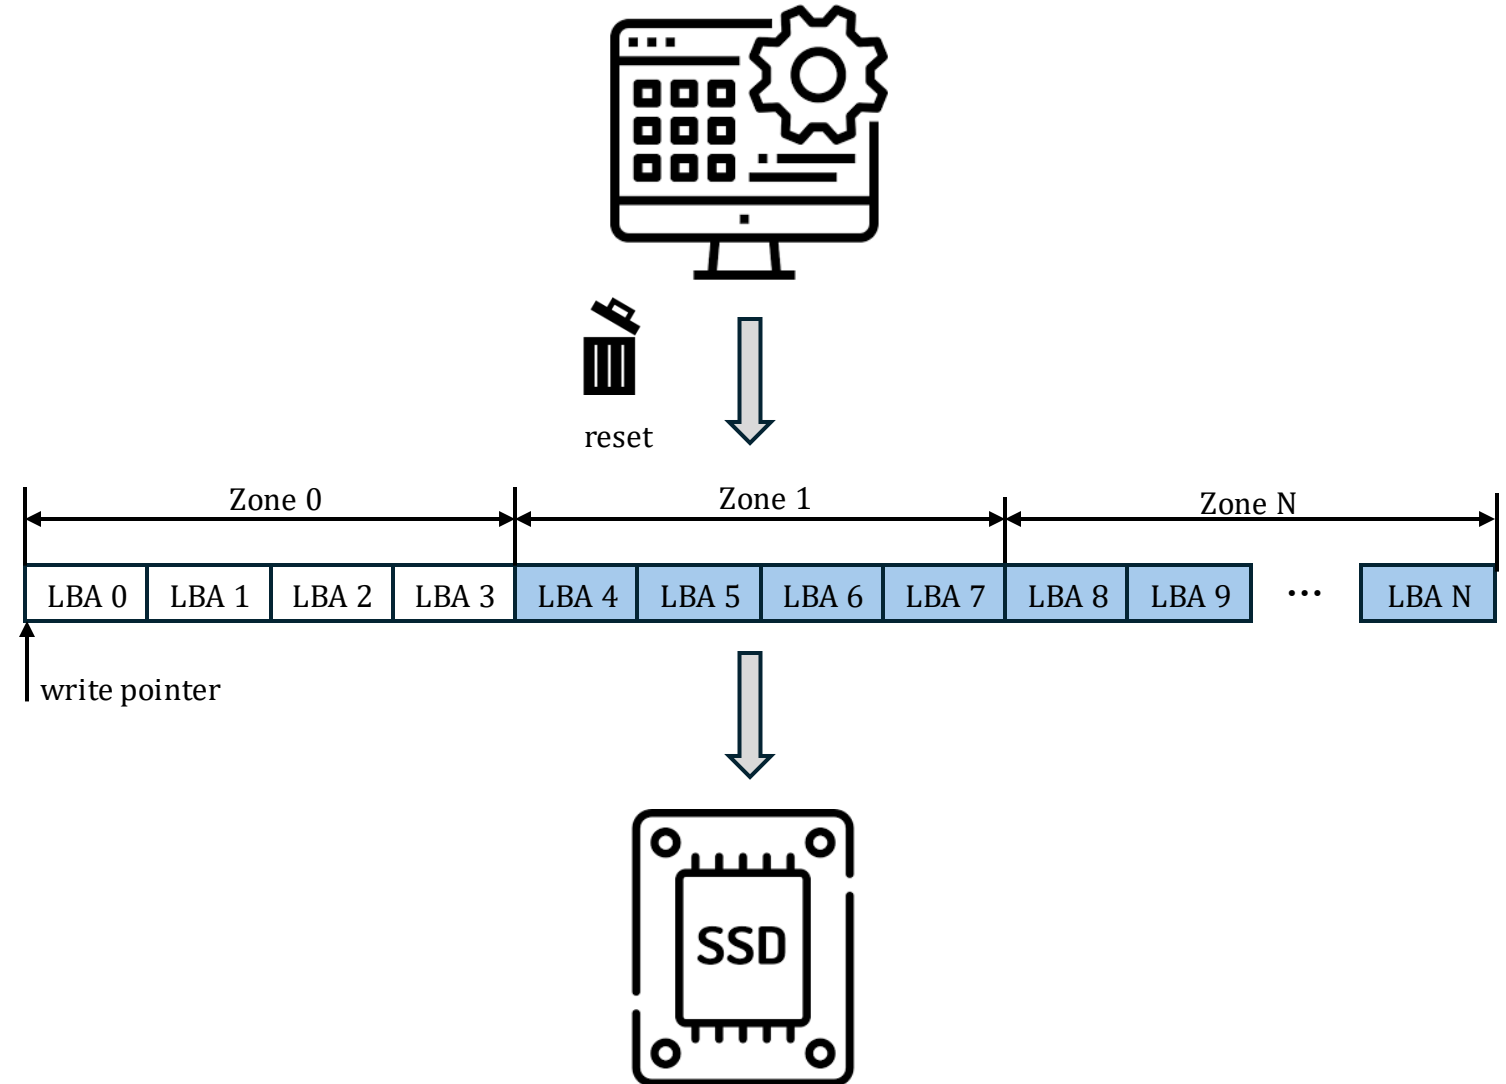 reset
Zone 0
Zone 1
Zone N
LBA 0 LBA 1 LBA 2 LBA 3 LBA 4 LBA 5 LBA 6 LBA 7 LBA 8 LBA 9 ... LBA N
write pointer
SSD